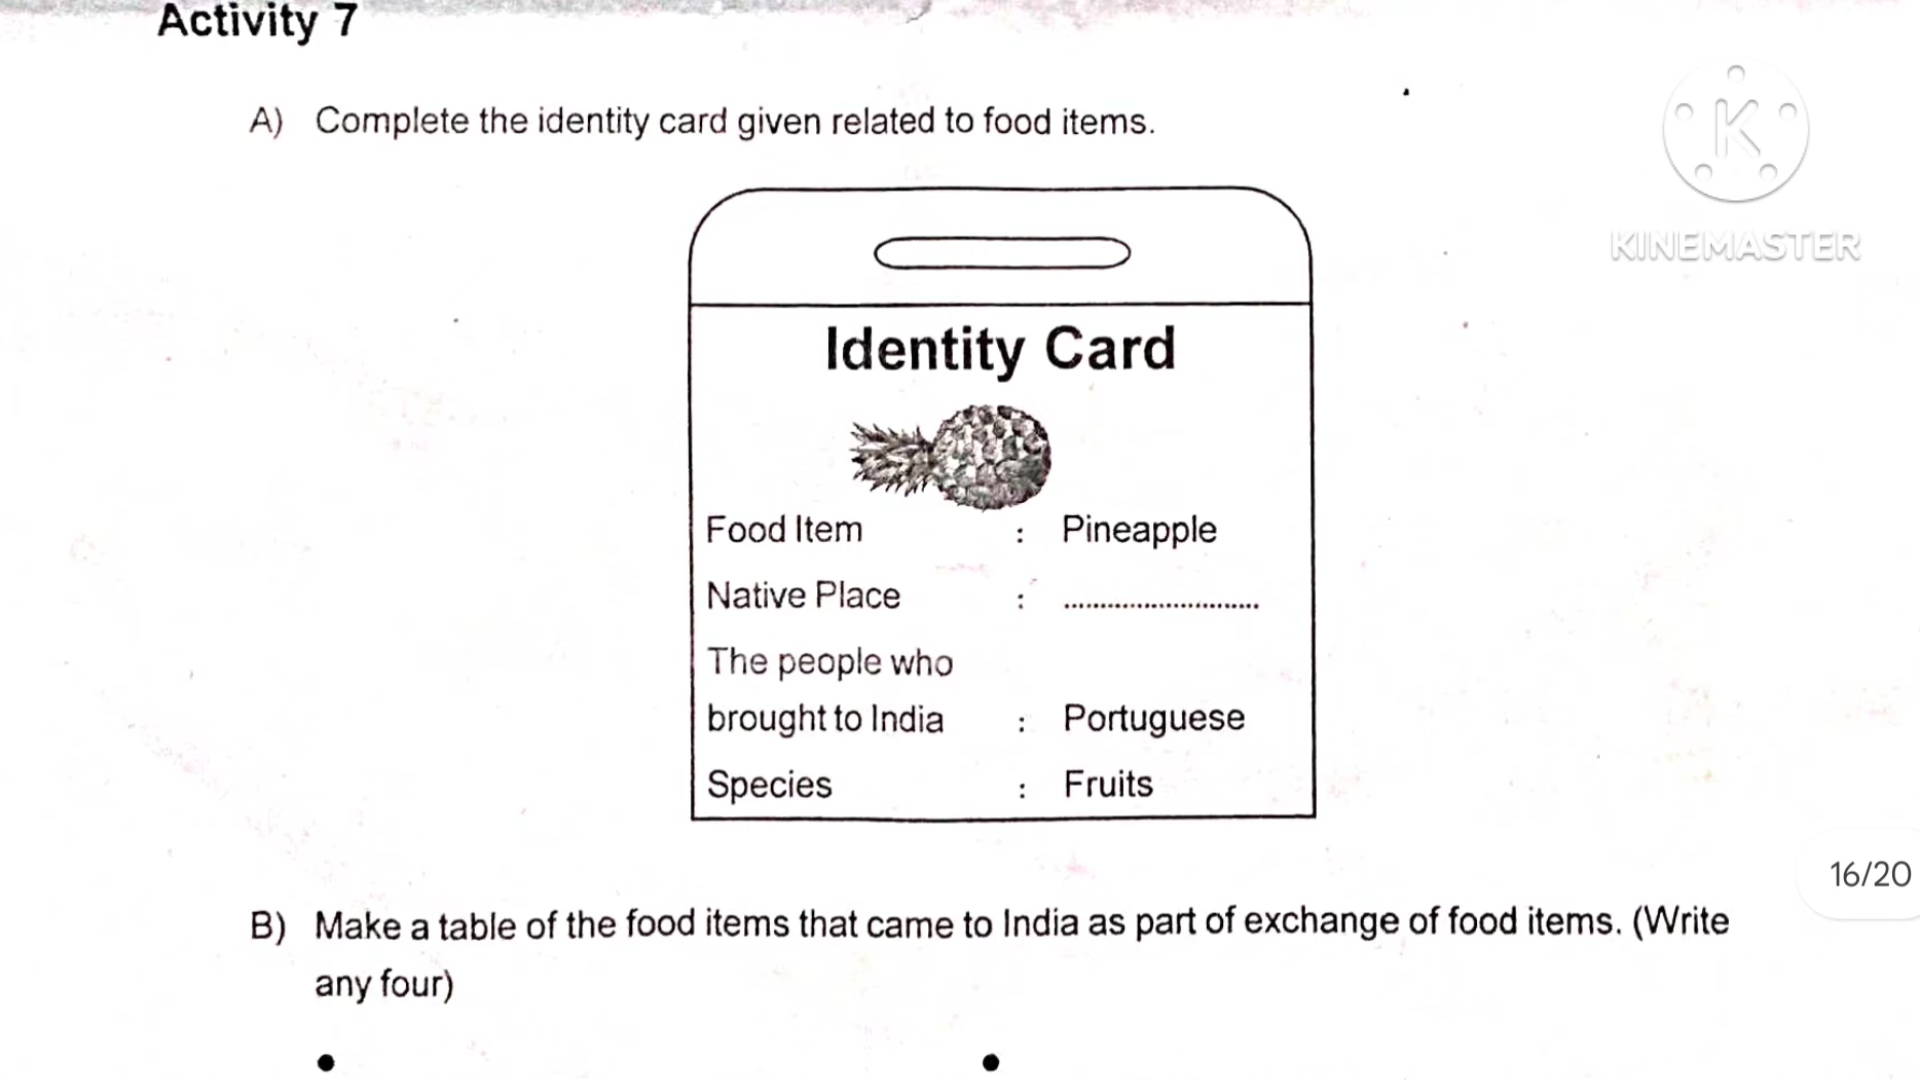 Activity 7
A) Complete the identity card given related to food items.
K
KINEMASTER
Identity Card
Food Item : Pineapple
Native Place : ..............................
The people who
brought to India : Portuguese
Species : Fruits
16/20
B) Make a table of the food items that came to India as part of exchange of food items. (Write
any four)
• •